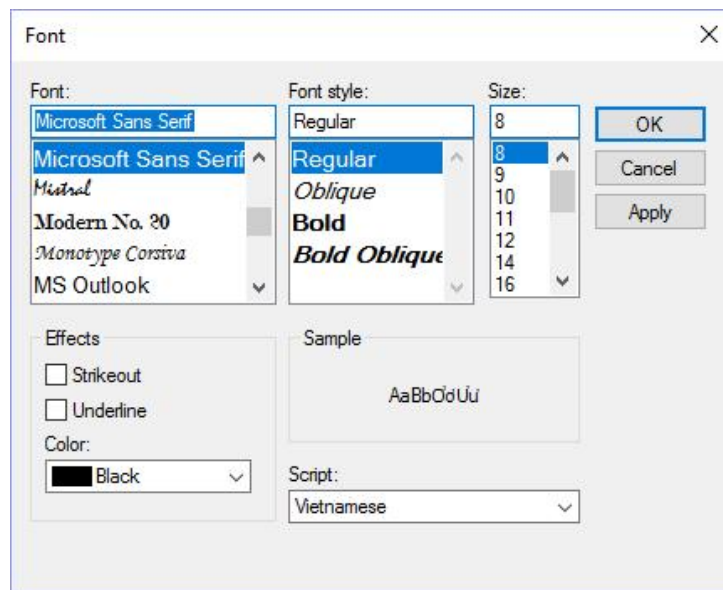 Font
Font:
Font style:
Size:
Microsoft Sans Serif
Regular
8
OK
Microsoft Sans Serif
Mistral
Modern No. 20
Monotype Corsiva
MS Outlook
Regular
Oblique
Bold
Bold Oblique
8
9
10
11
12
14
16
Cancel
Apply
Effects
Strikeout
Underline
Color:
Black
Sample
AaBbƠơƯư
Script:
Vietnamese